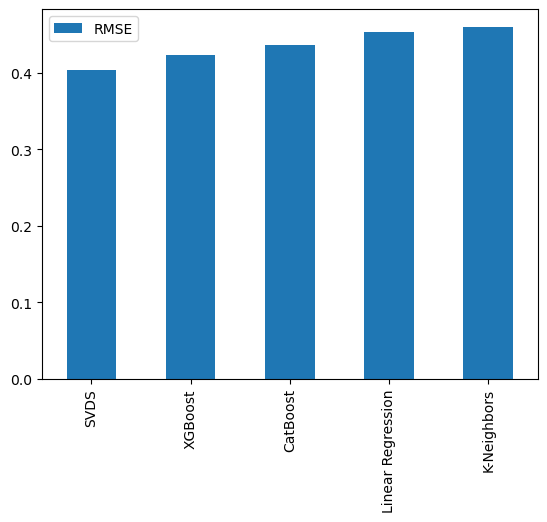 RMSE
0.4
0.3
0.2
0.1
0.0
SVDS
XGBoost
CatBoost
Linear Regression
K-Neighbors